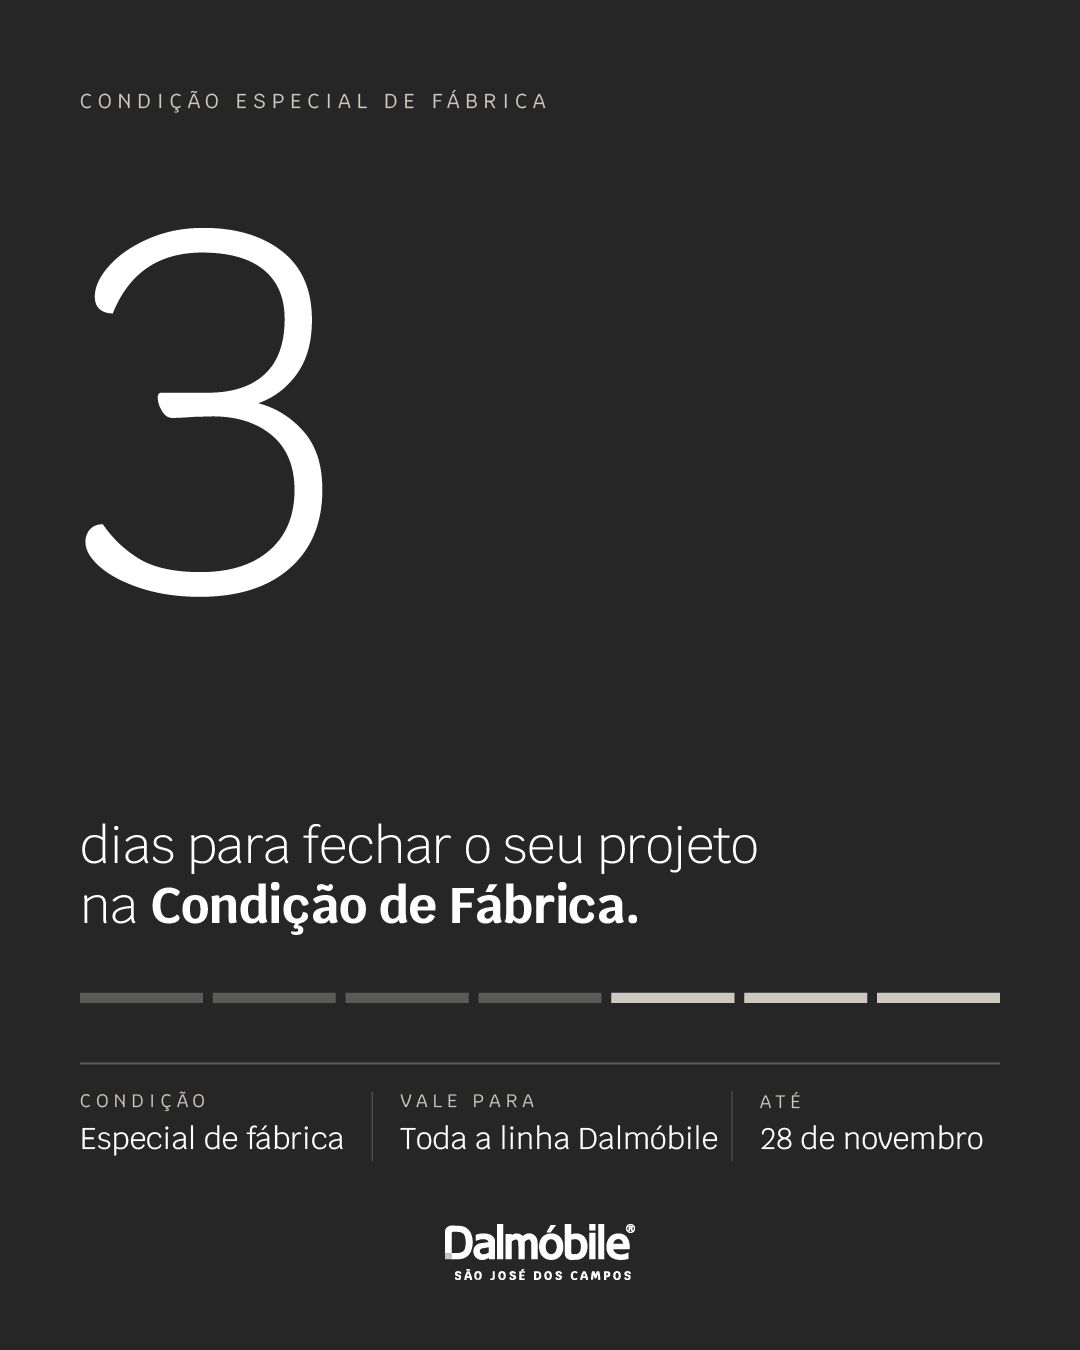 CONDIÇÃO ESPECIAL DE FÁBRICA
3
dias para fechar o seu projeto
na Condição de Fábrica.
CONDIÇÃO
Especial de fábrica
VALE PARA
Toda a linha Dalmóbile
ATÉ
28 de novembro
Dalmóbile®
SÃO JOSÉ DOS CAMPOS